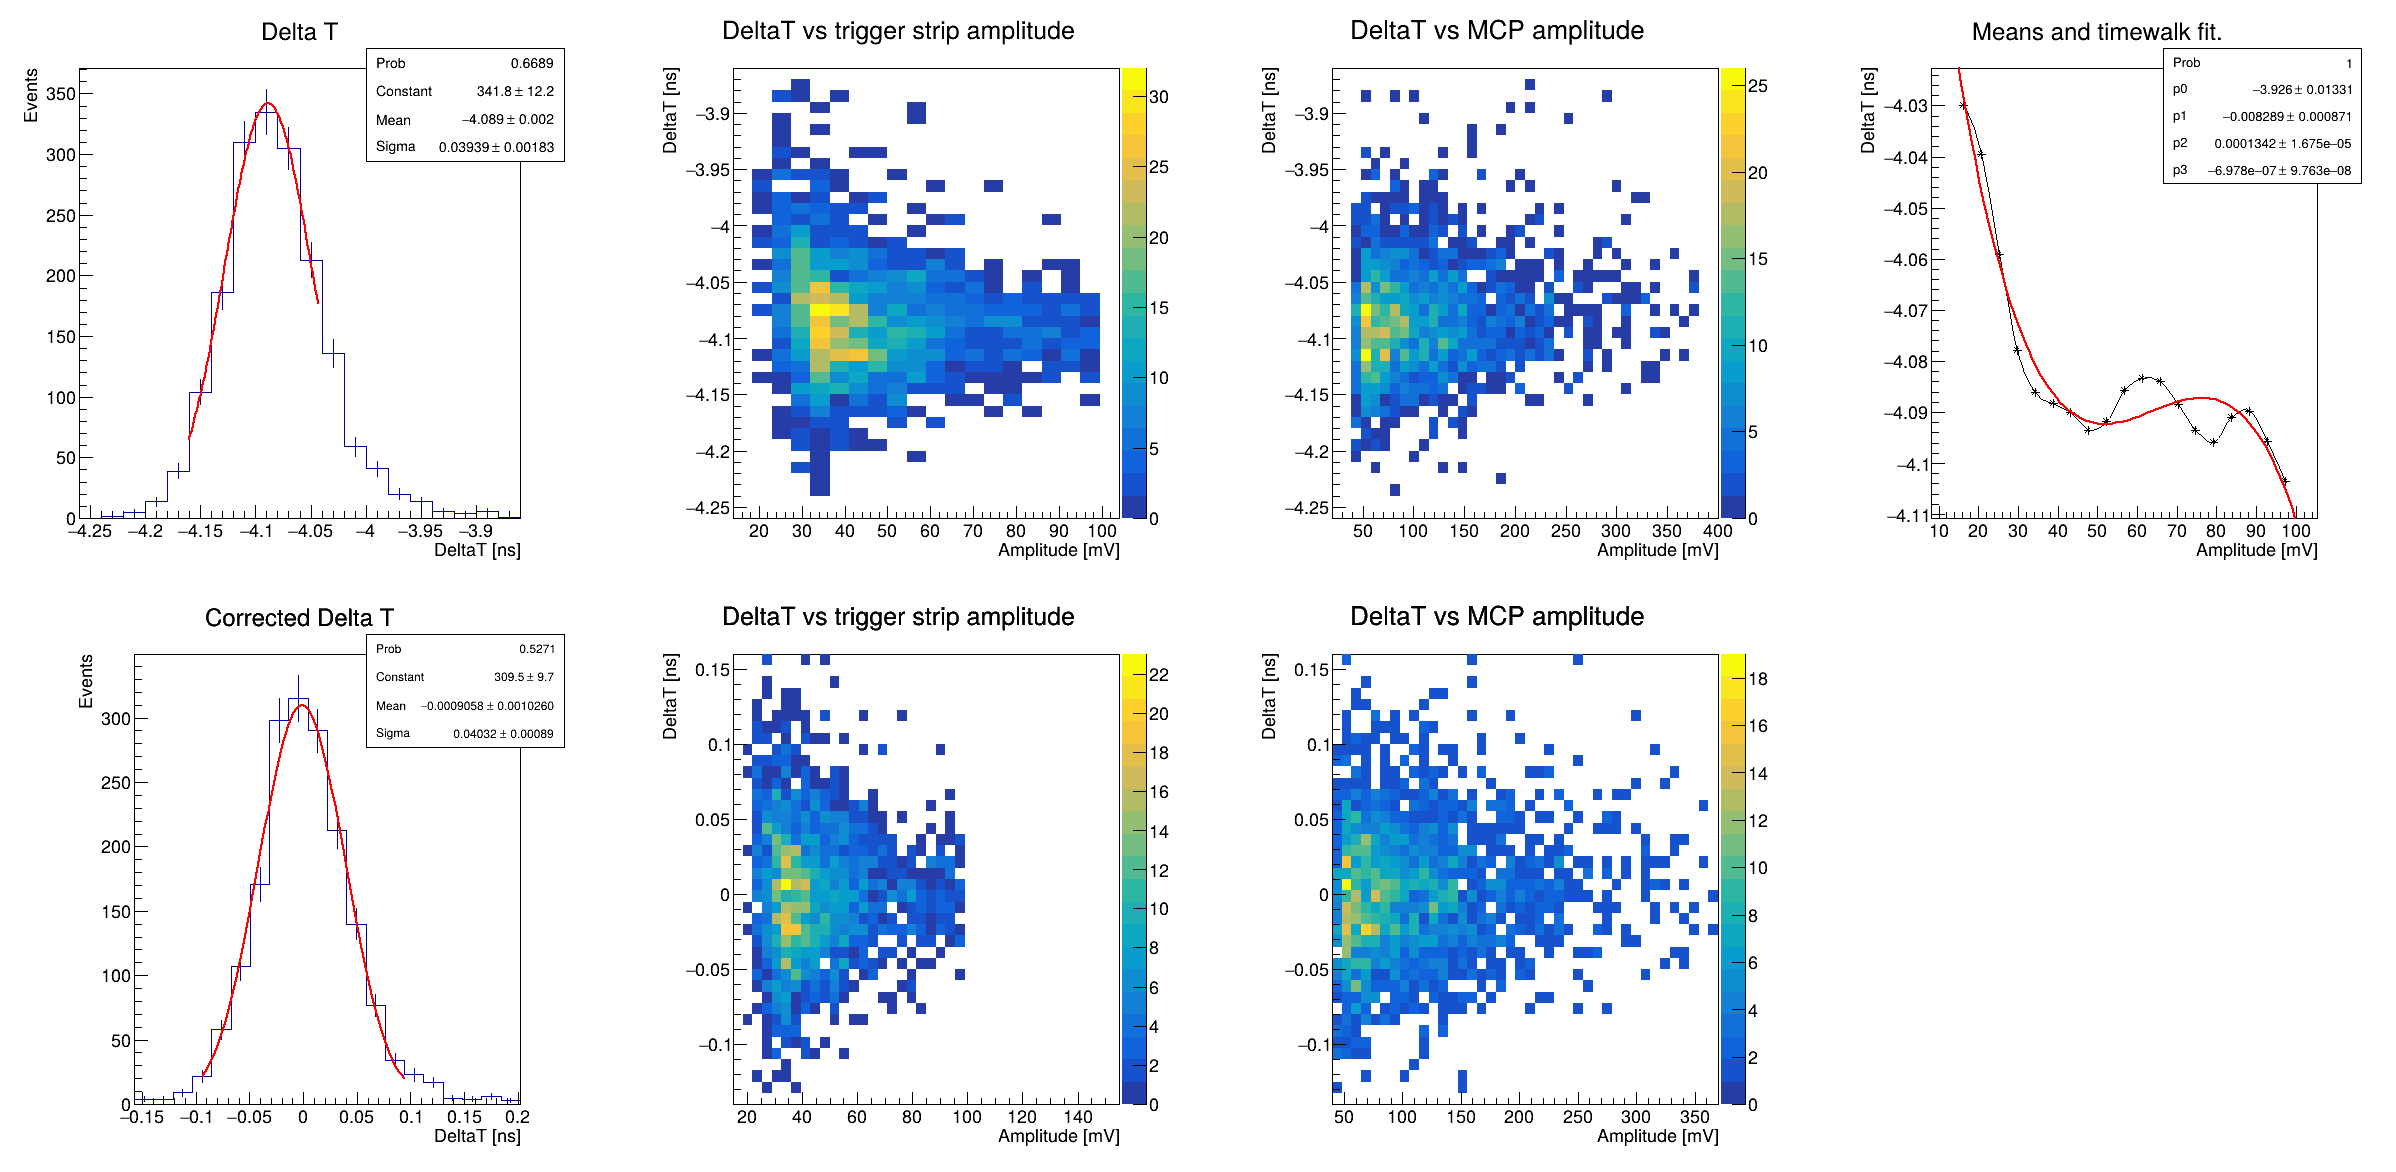 Delta T
Events
350
300
250
200
150
100
50
0
−4.25 −4.2 −4.15 −4.1 −4.05 −4 −3.95 −3.9
DeltaT [ns]
Prob 0.6689
Constant 341.8 ± 12.2
Mean −4.089 ± 0.002
Sigma 0.03939 ± 0.00183
DeltaT vs trigger strip amplitude
DeltaT [ns]
−3.9
−3.95
−4
−4.05
−4.1
−4.15
−4.2
−4.25
20 30 40 50 60 70 80 90 100
Amplitude [mV]
30
25
20
15
10
5
0
DeltaT vs MCP amplitude
DeltaT [ns]
−3.9
−3.95
−4
−4.05
−4.1
−4.15
−4.2
−4.25
50 100 150 200 250 300 350 400
Amplitude [mV]
25
20
15
10
5
0
Means and timewalk fit.
DeltaT [ns]
−4.03
−4.04
−4.05
−4.06
−4.07
−4.08
−4.09
−4.1
−4.11
10 20 30 40 50 60 70 80 90 100
Amplitude [mV]
Prob 1
p0 −3.926 ± 0.01331
p1 −0.008289 ± 0.000871
p2 0.0001342 ± 1.675e−05
p3 −6.978e−07 ± 9.763e−08
Corrected Delta T
Events
300
250
200
150
100
50
0
−0.15 −0.1 −0.05 0 0.05 0.1 0.15 0.2
DeltaT [ns]
Prob 0.5271
Constant 309.5 ± 9.7
Mean −0.0009058 ± 0.0010260
Sigma 0.04032 ± 0.00089
DeltaT vs trigger strip amplitude
DeltaT [ns]
0.15
0.1
0.05
0
−0.05
−0.1
20 40 60 80 100 120 140
Amplitude [mV]
22
20
18
16
14
12
10
8
6
4
2
0
DeltaT vs MCP amplitude
DeltaT [ns]
0.15
0.1
0.05
0
−0.05
−0.1
50 100 150 200 250 300 350
Amplitude [mV]
18
16
14
12
10
8
6
4
2
0